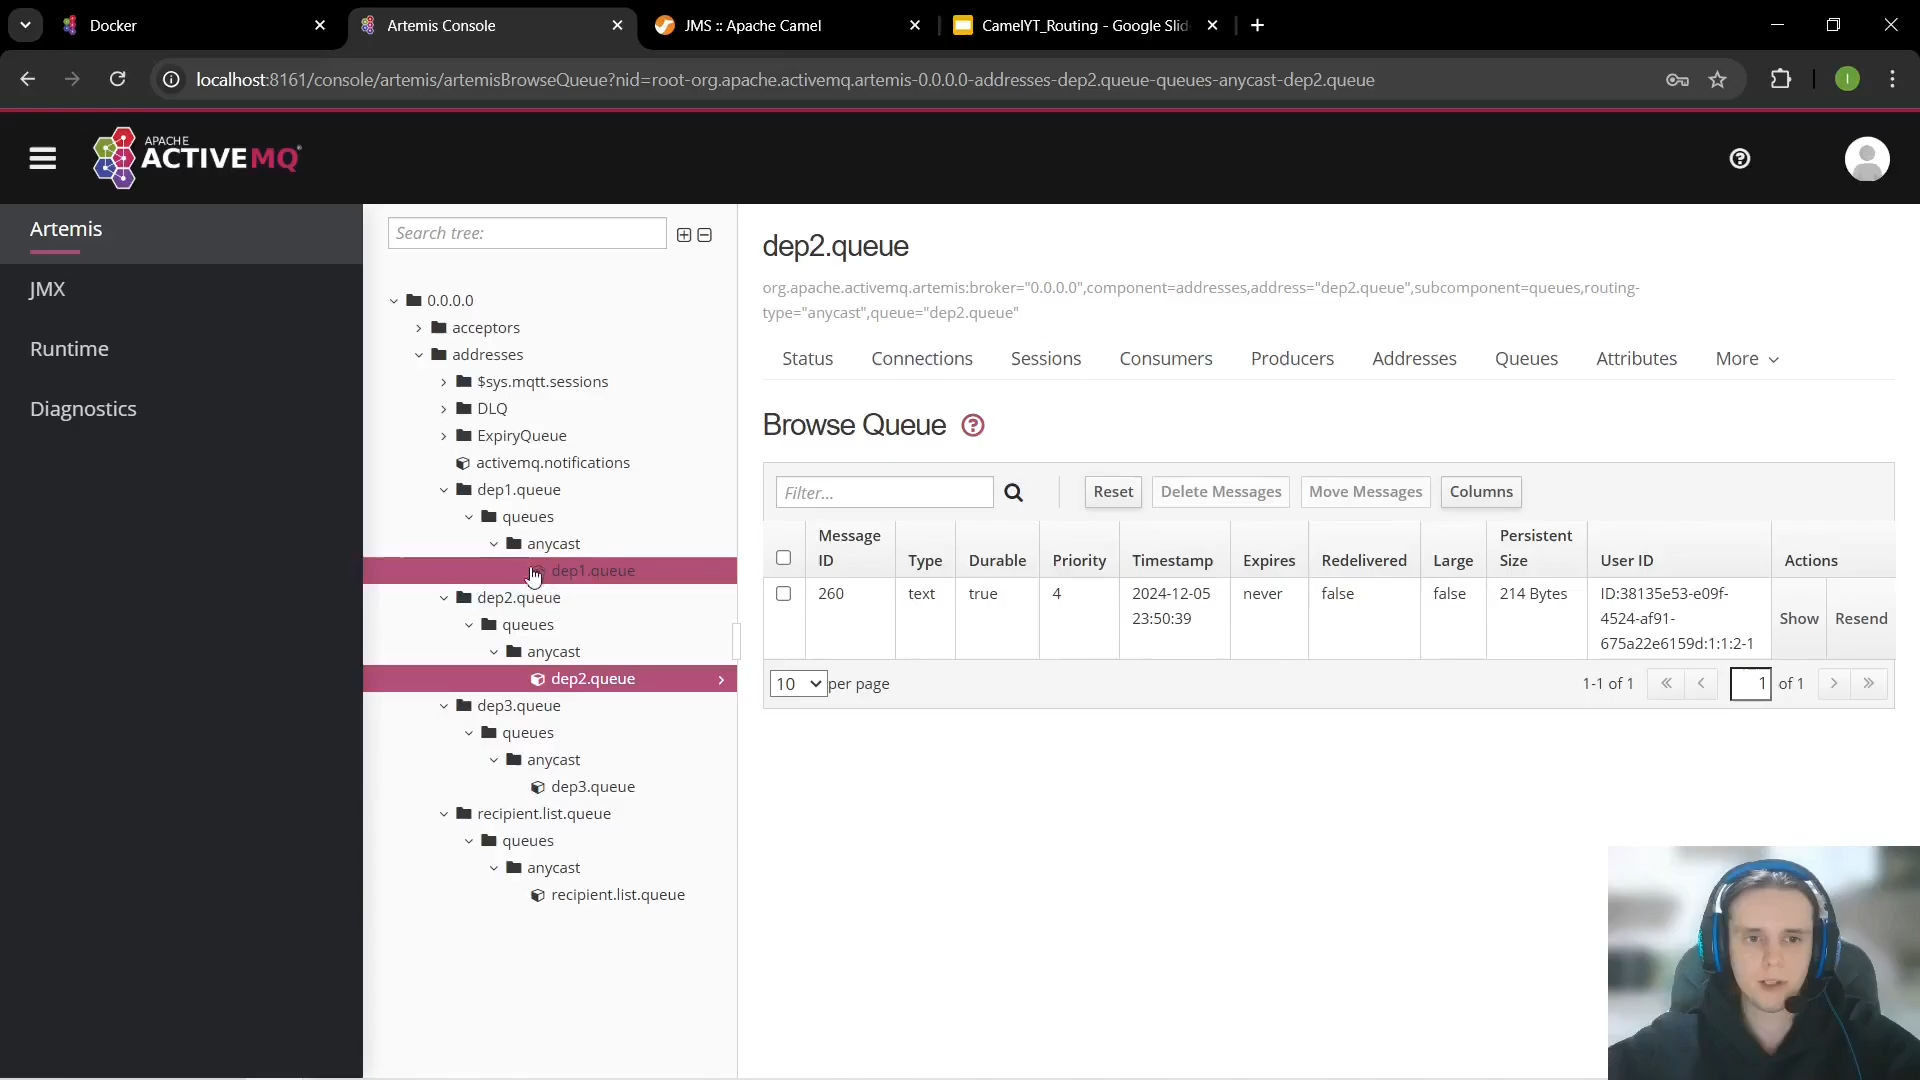 Docker
Artemis Console
JMS :: Apache Camel
CamelYT_Routing - Google Slid
localhost:8161/console/artemis/artemisBrowseQueue?nid=root-org.apache.activemq.artemis-0.0.0.0-addresses-dep2.queue-queues-anycast-dep2.queue
I
APACHE
ACTIVEMQ
Artemis
JMX
Runtime
Diagnostics
Search tree:
0.0.0.0
acceptors
addresses
$sys.mqtt.sessions
DLQ
ExpiryQueue
activemq.notifications
dep1.queue
queues
anycast
dep1.queue
dep2.queue
queues
anycast
dep2.queue
dep3.queue
queues
anycast
dep3.queue
recipient.list.queue
queues
anycast
recipient.list.queue
dep2.queue
org.apache.activemq.artemis:broker="0.0.0.0",component=addresses,address="dep2.queue",subcomponent=queues,routing-
type="anycast",queue="dep2.queue"
Status Connections Sessions Consumers Producers Addresses Queues Attributes More
Browse Queue
Filter... Reset Delete Messages Move Messages Columns
Message ID Type Durable Priority Timestamp Expires Redelivered Large Persistent Size User ID Actions
260 text true 4 2024-12-05 23:50:39 never false false 214 Bytes ID:38135e53-e09f-4524-af91-675a22e6159d:1:1:2-1 Show Resend
10 per page 1-1 of 1 « < 1 of 1 > »